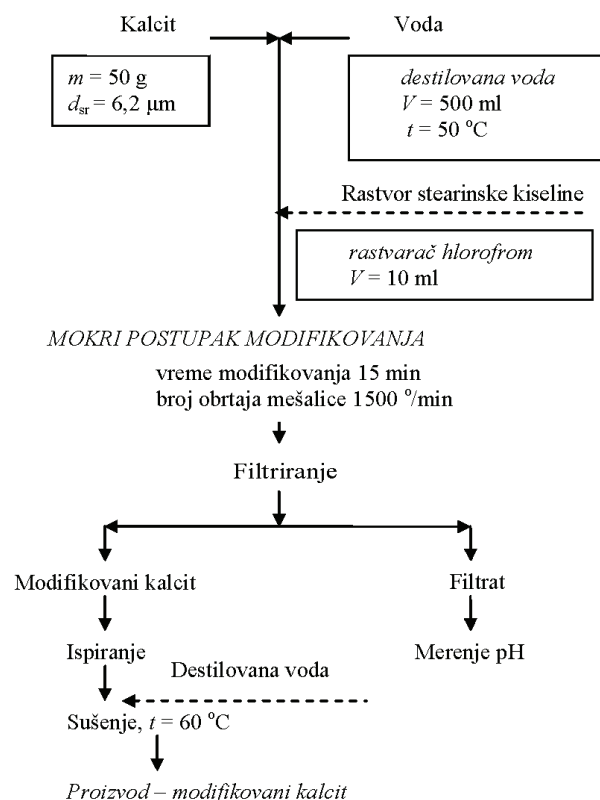 Kalcit
Voda
m = 50 g
dsr = 6,2 µm
destilovana voda
V = 500 ml
t = 50 °C
Rastvor stearinske kiseline
rastvarač hlorofrom
V = 10 ml
MOKRI POSTUPAK MODIFIKOVANJA
vreme modifikovanja 15 min
broj obrtaja mešalice 1500 °/min
Filtriranje
Modifikovani kalcit
Filtrat
Ispiranje
Merenje pH
Destilovana voda
Sušenje, t = 60 °C
Proizvod – modifikovani kalcit